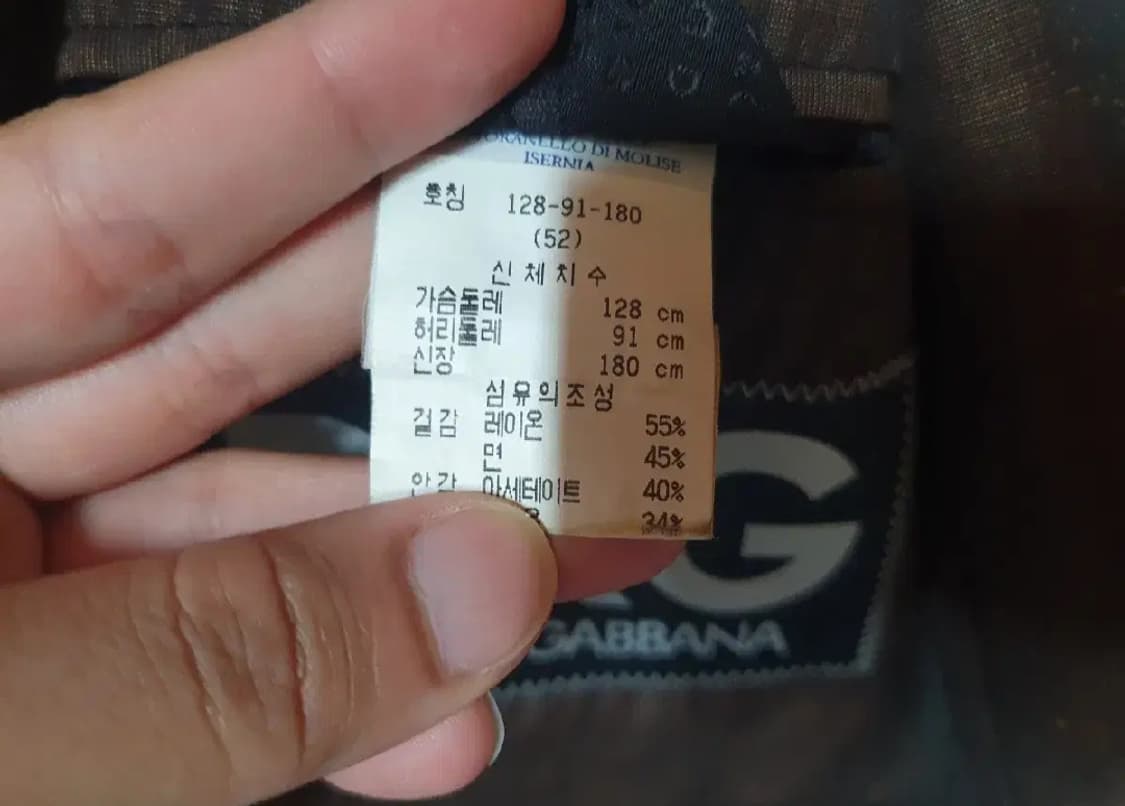 DI MOLISE
ISERNIA
호칭 128-91-180
(52)
신체치수
가슴둘레 128 cm
허리둘레 91 cm
신장 180 cm
섬유의조성
겉감 레이온 55%
면 45%
안감 아세테이트 40%
34%
G
GABBANA